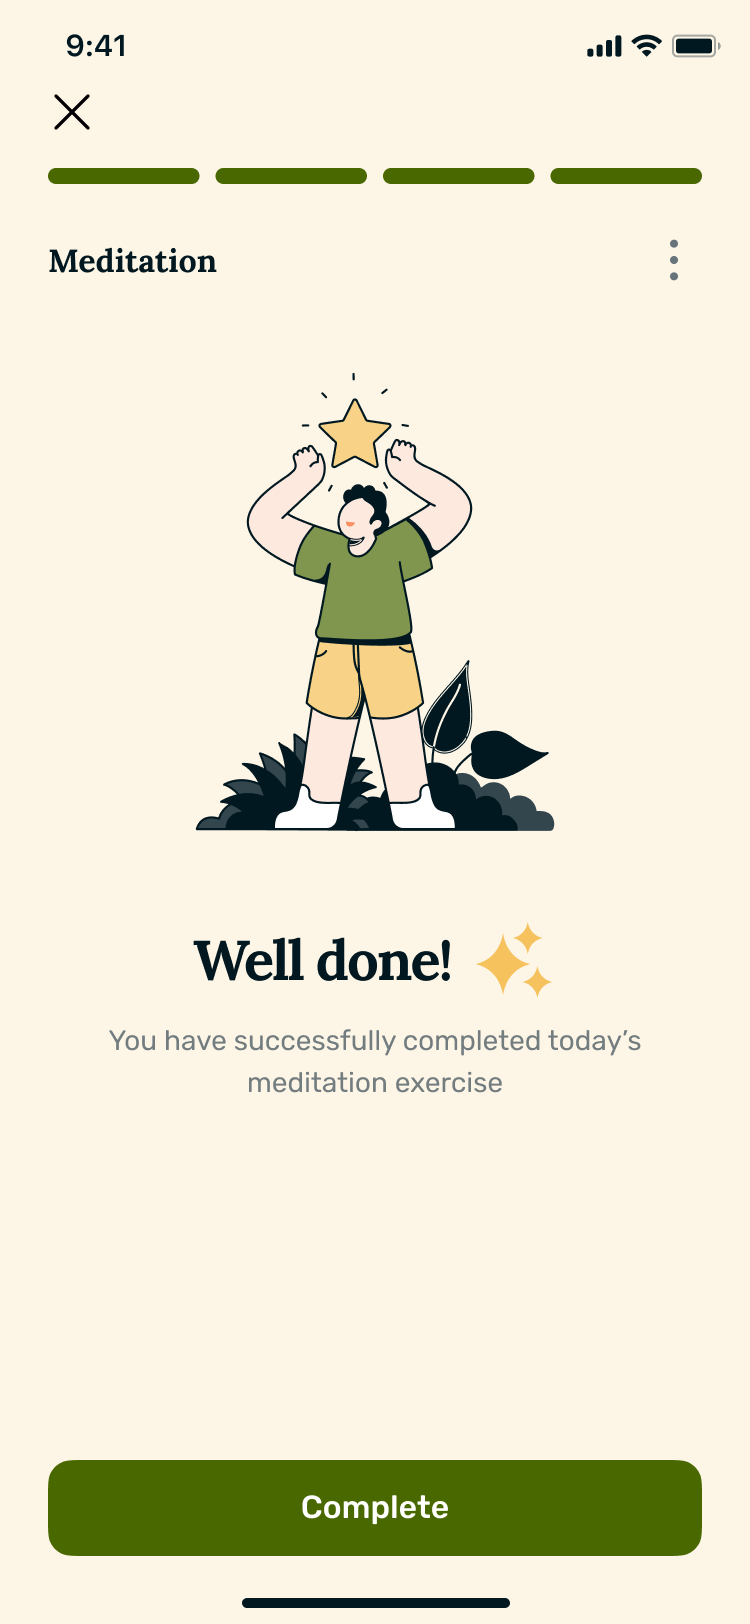 9:41
Meditation
Well done!
You have successfully completed today’s
meditation exercise
Complete